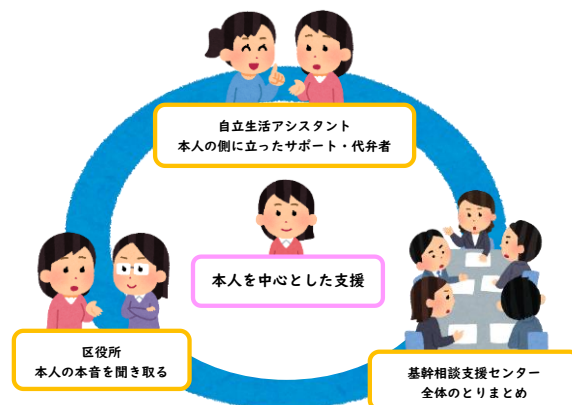 自立生活アシスタント
本人の側に立ったサポート・代弁者
本人を中心とした支援
区役所
本人の本音を聞き取る
基幹相談支援センター
全体のとりまとめ